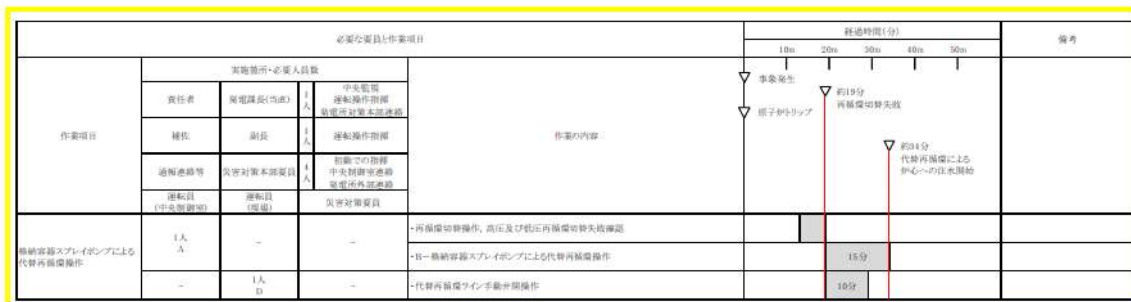 必要な要員と作業項目
経過時間(分)
備考
10m
20m
30m
40m
50m
実施箇所・必要人員数
作業項目
責任者
発電課長(当直)
1人
中央監視
運転操作指揮
発電所対策本部連絡
補佐
副長
1人
運転操作指揮
通報連絡等
災害対策本部要員
4人
初動での指揮
中央制御室連絡
発電所外部連絡
運転員
(中央制御室)
運転員
(現場)
災害対策要員
作業の内容
事象発生
原子炉トリップ
約19分
再循環切替失敗
約34分
代替再循環による
炉心への注水開始
格納容器スプレイポンプによる
代替再循環操作
1人
A
-
-
・再循環切替操作, 高圧及び低圧再循環切替失敗確認
・B-格納容器スプレイポンプによる代替再循環操作
15分
-
1人
D
-
・代替再循環ライン手動弁開操作
10分